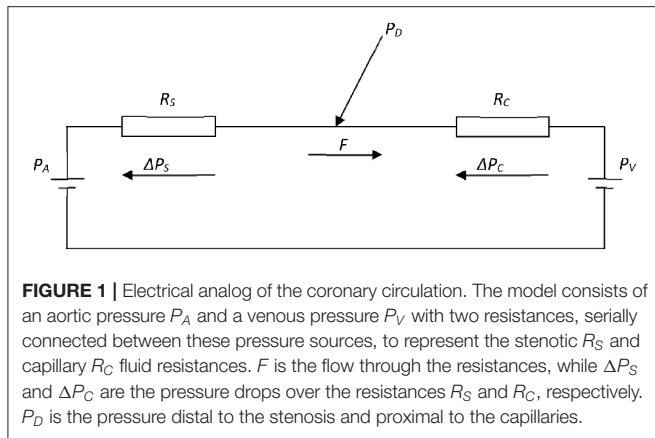 P_D
R_S R_C
F
P_A ΔP_S ΔP_C P_V
FIGURE 1 | Electrical analog of the coronary circulation. The model consists of
an aortic pressure P_A and a venous pressure P_V with two resistances, serially
connected between these pressure sources, to represent the stenotic R_S and
capillary R_C fluid resistances. F is the flow through the resistances, while ΔP_S
and ΔP_C are the pressure drops over the resistances R_S and R_C, respectively.
P_D is the pressure distal to the stenosis and proximal to the capillaries.